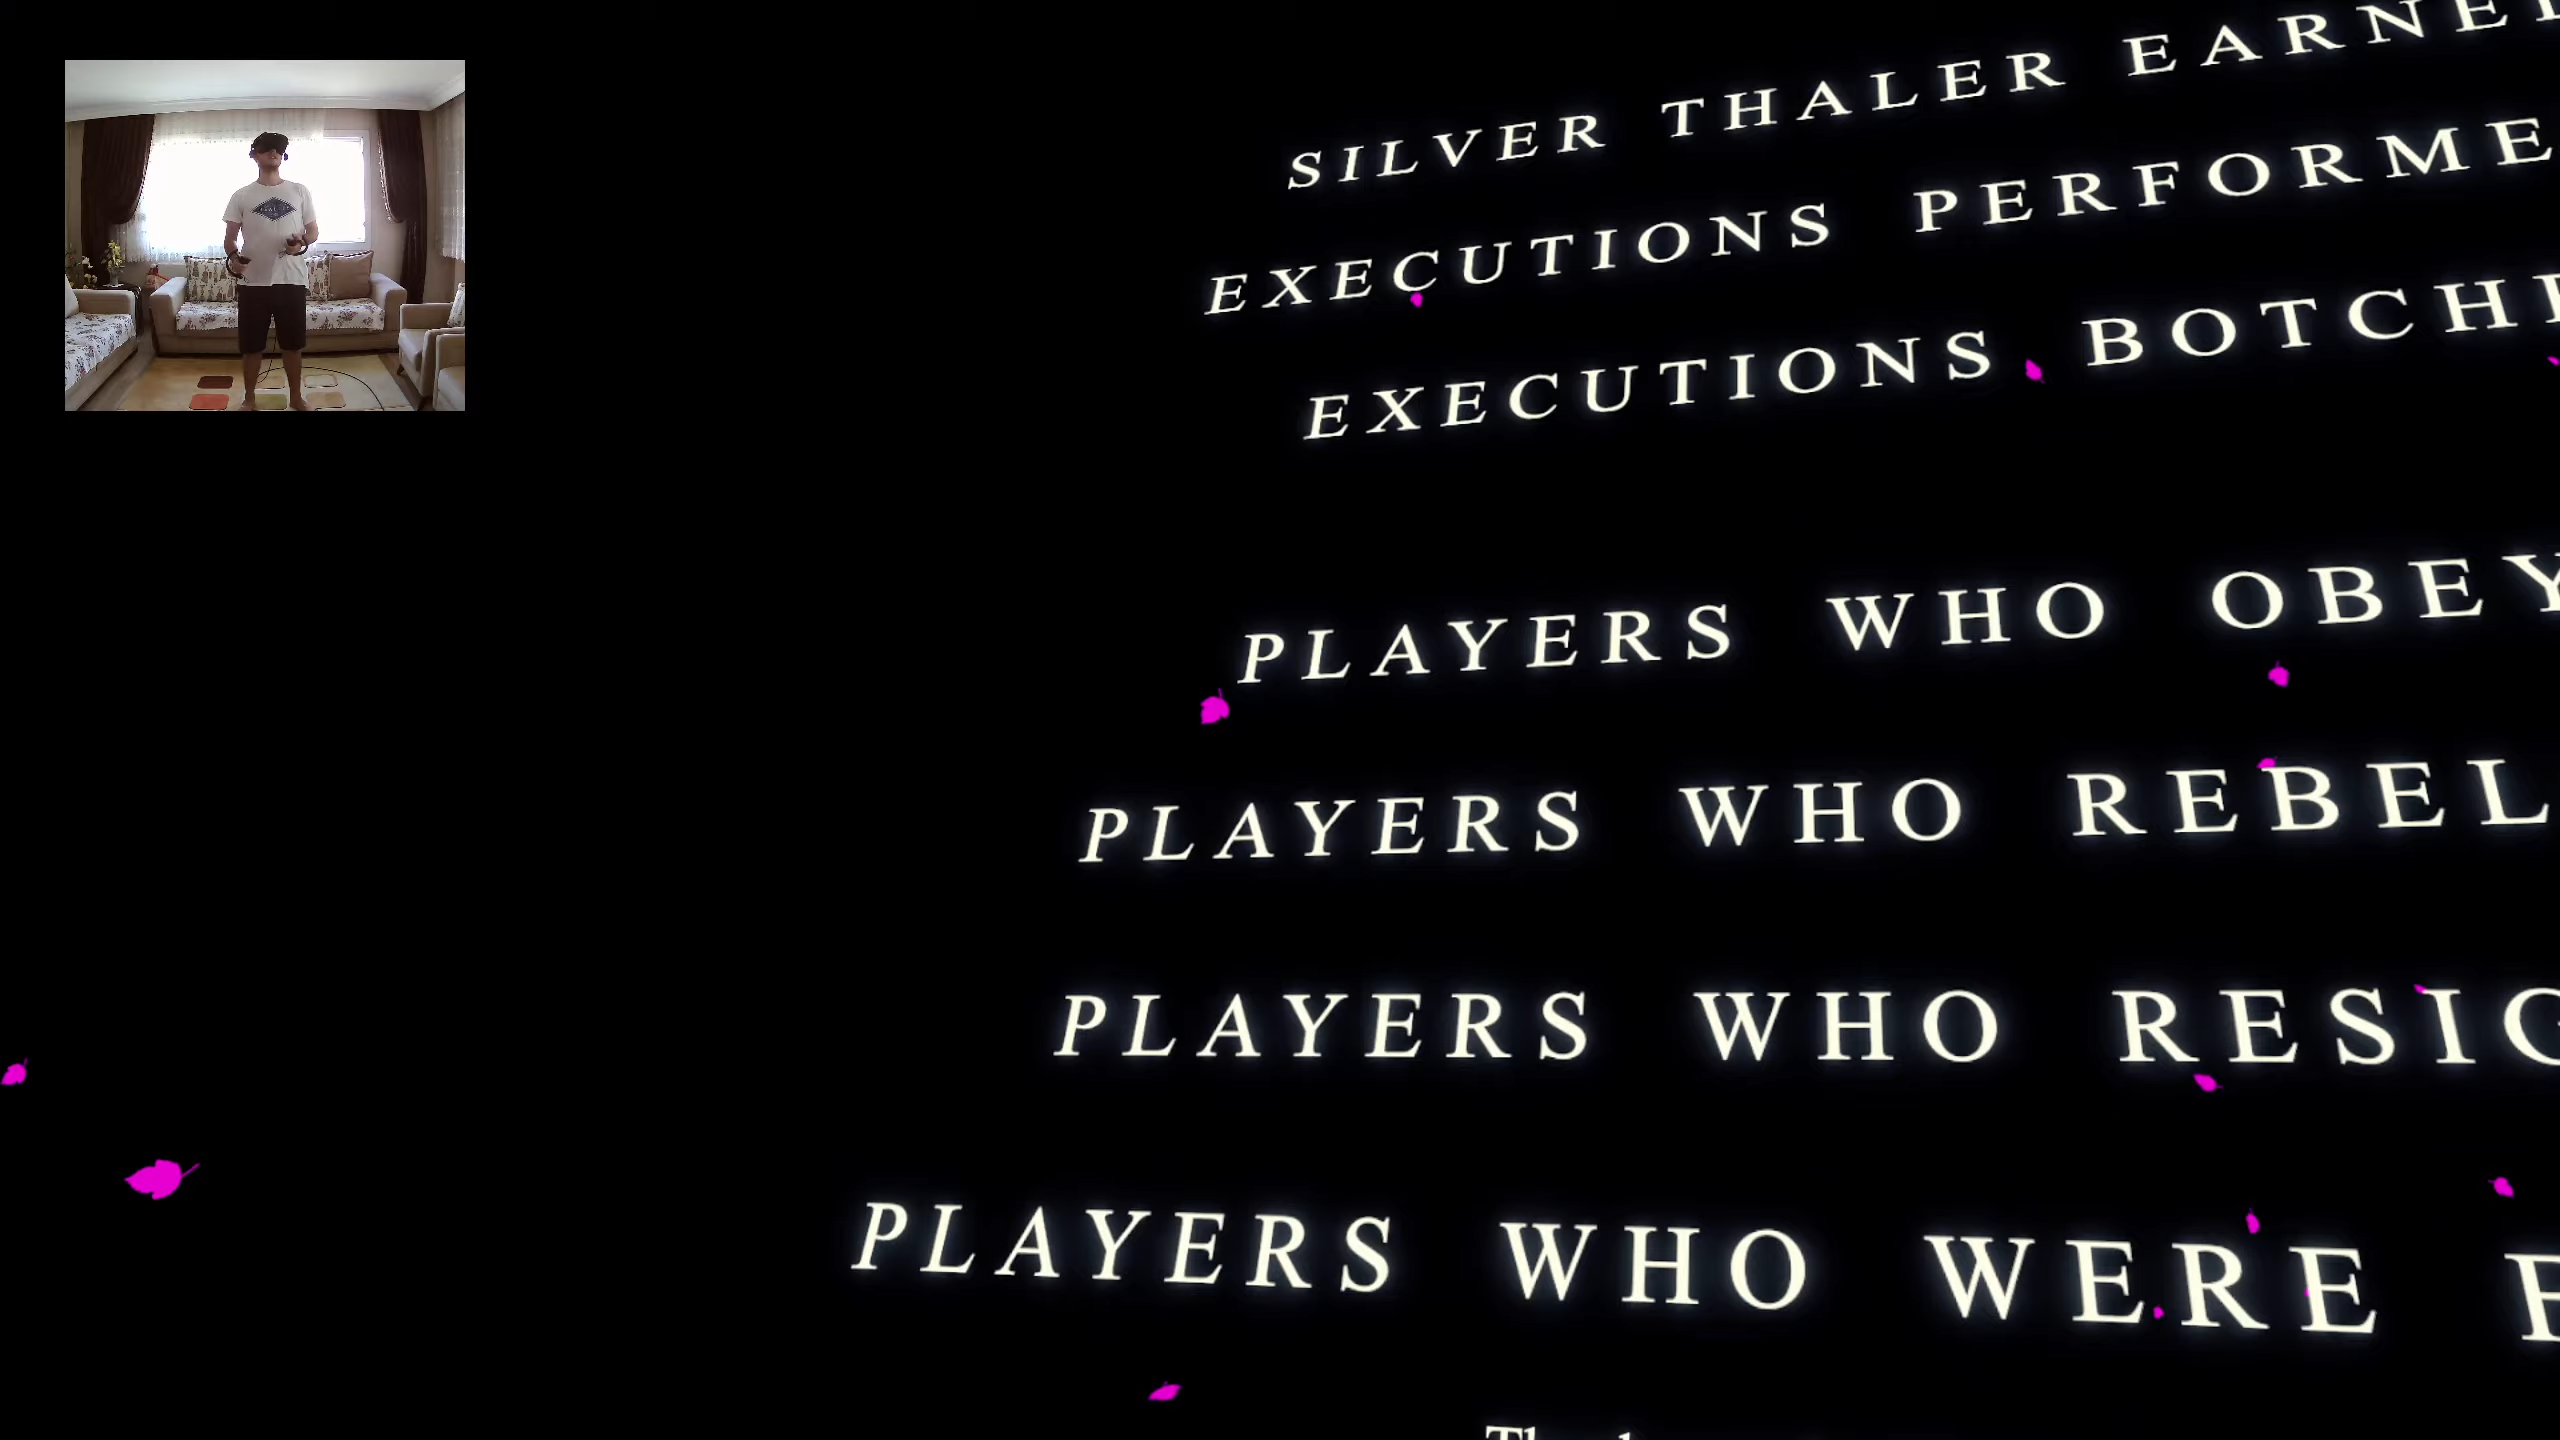 SILVER THALER EARNE
EXECUTIONS PERFORME
EXECUTIONS BOTCH
PLAYERS WHO OBEY
PLAYERS WHO REBEL
PLAYERS WHO RESIG
PLAYERS WHO WERE